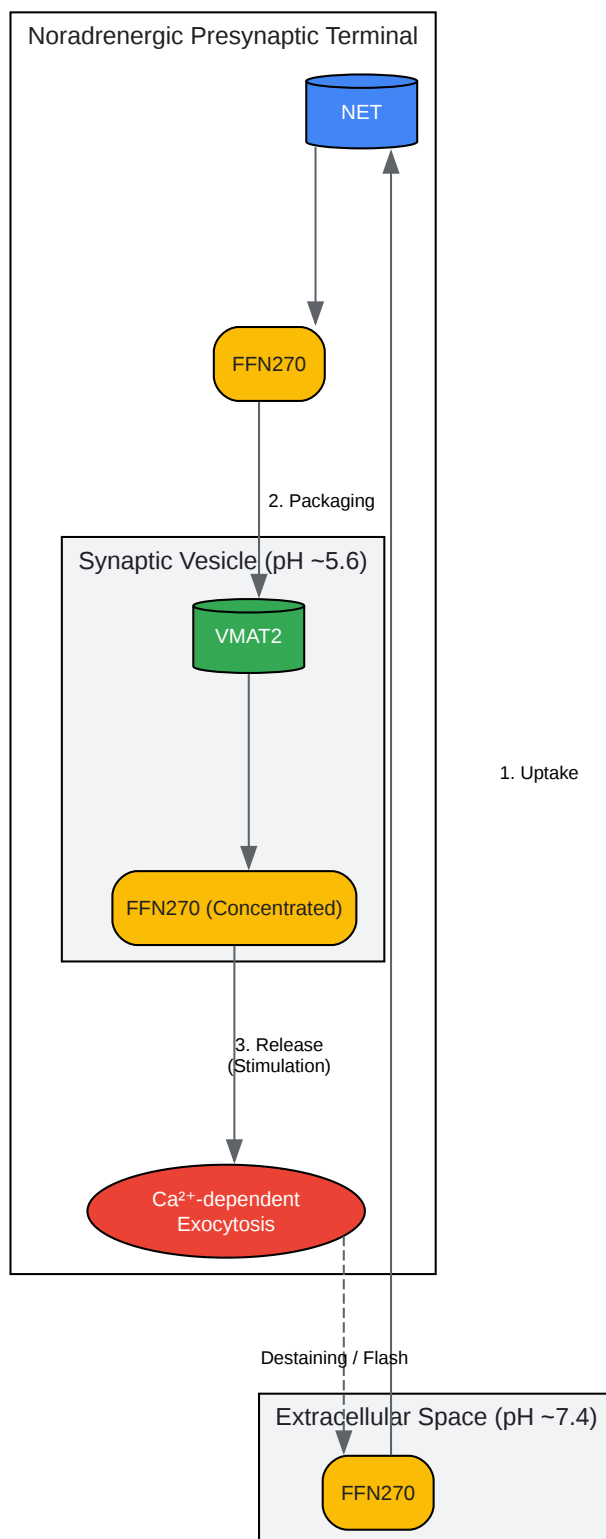 Noradrenergic Presynaptic Terminal
NET
FFN270
2. Packaging
Synaptic Vesicle (pH ~5.6)
VMAT2
1. Uptake
FFN270 (Concentrated)
3. Release
(Stimulation)
Ca²⁺-dependent
Exocytosis
Destaining / Flash
Extracellular Space (pH ~7.4)
FFN270